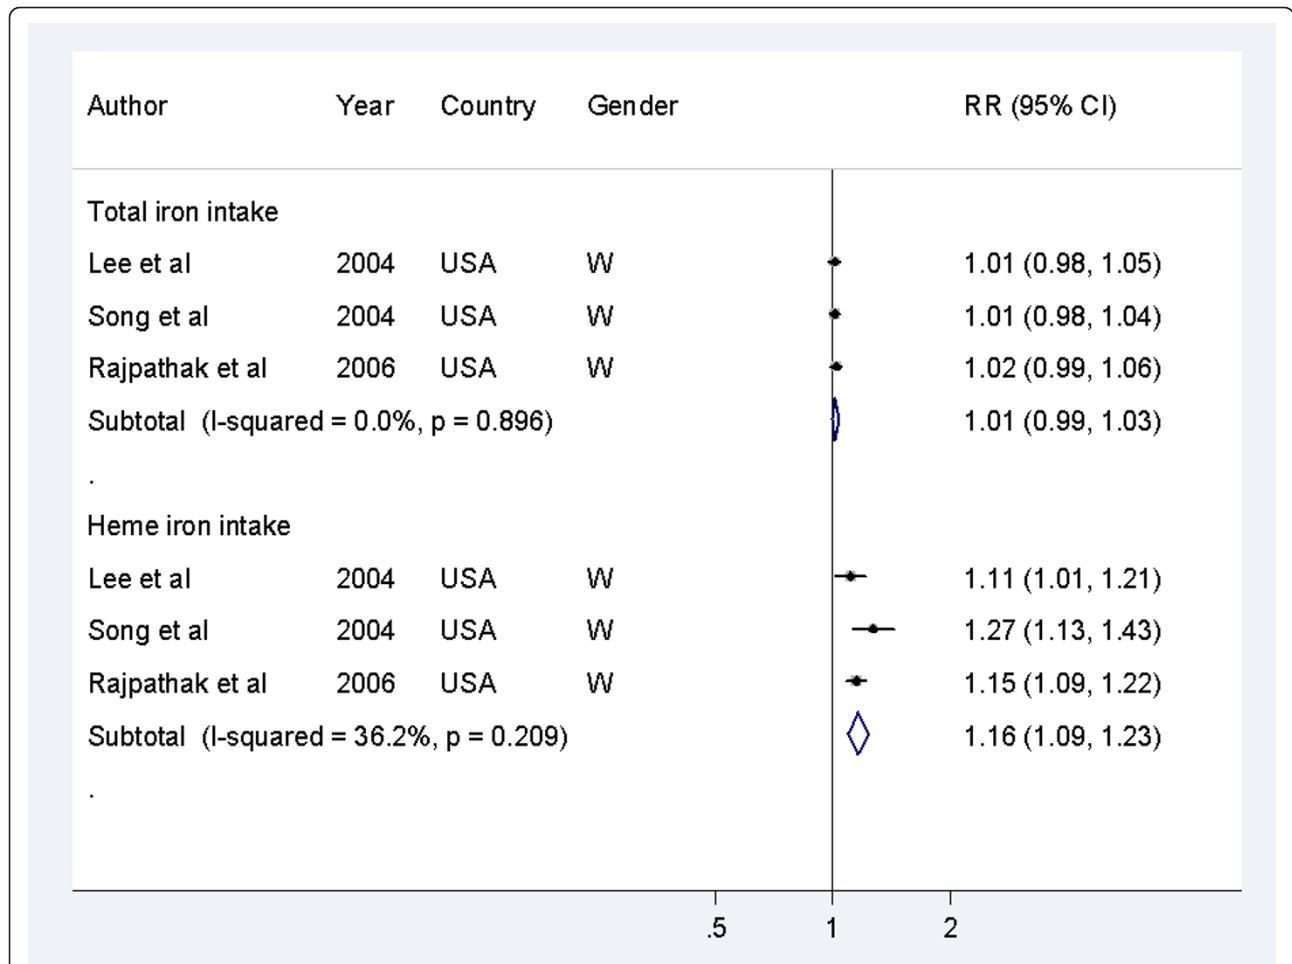 Author Year Country Gender RR (95% CI)
Total iron intake
Lee et al 2004 USA W 1.01 (0.98, 1.05)
Song et al 2004 USA W 1.01 (0.98, 1.04)
Rajpathak et al 2006 USA W 1.02 (0.99, 1.06)
Subtotal (I-squared = 0.0%, p = 0.896) 1.01 (0.99, 1.03)
.
Heme iron intake
Lee et al 2004 USA W 1.11 (1.01, 1.21)
Song et al 2004 USA W 1.27 (1.13, 1.43)
Rajpathak et al 2006 USA W 1.15 (1.09, 1.22)
Subtotal (I-squared = 36.2%, p = 0.209) 1.16 (1.09, 1.23)
.
.5 1 2